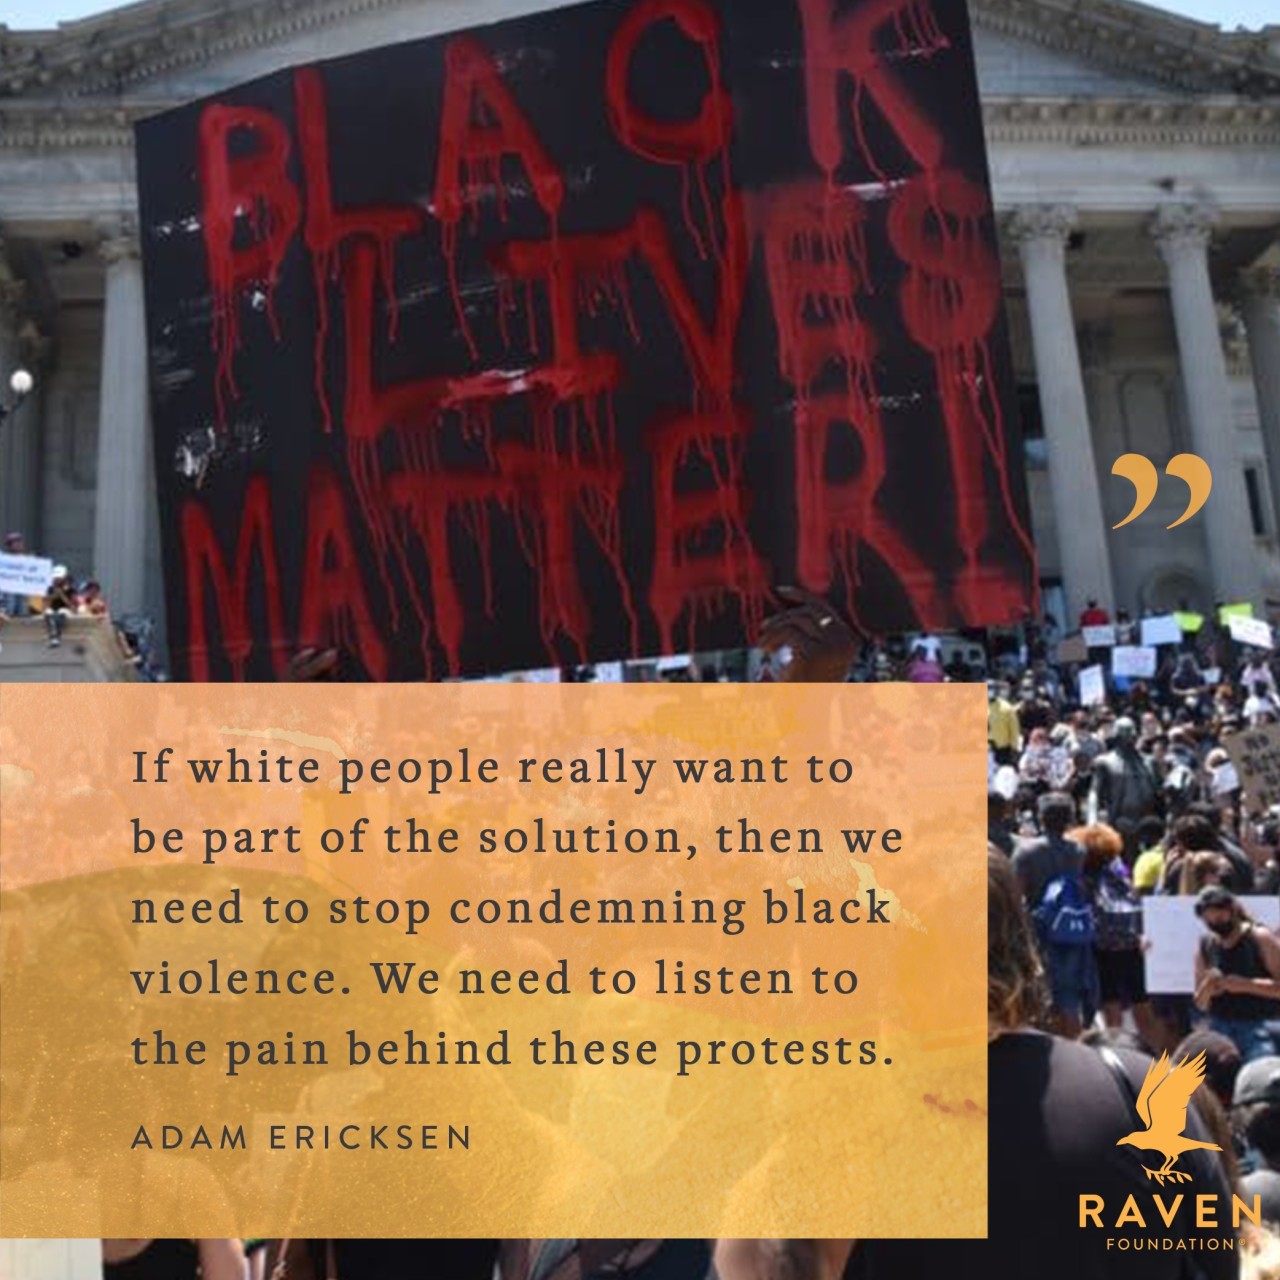 BLACK
LIVE$
MATTER!
”
If white people really want to
be part of the solution, then we
need to stop condemning black
violence. We need to listen to
the pain behind these protests.
ADAM ERICKSEN
RAVEN
FOUNDATION®